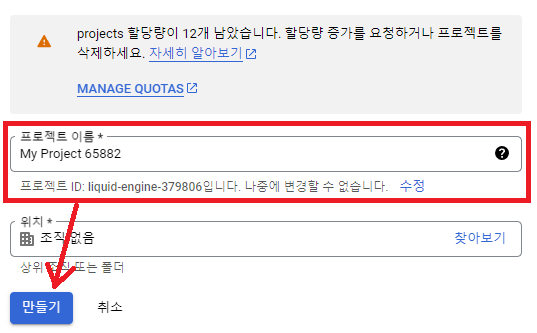 projects 할당량이 12개 남았습니다. 할당량 증가를 요청하거나 프로젝트를
삭제하세요. 자세히 알아보기
MANAGE QUOTAS
프로젝트 이름 *
My Project 65882
프로젝트 ID: liquid-engine-379806입니다. 나중에 변경할 수 없습니다. 수정
위치 *
조직 없음 찾아보기
상위 조직 또는 폴더
만들기 취소